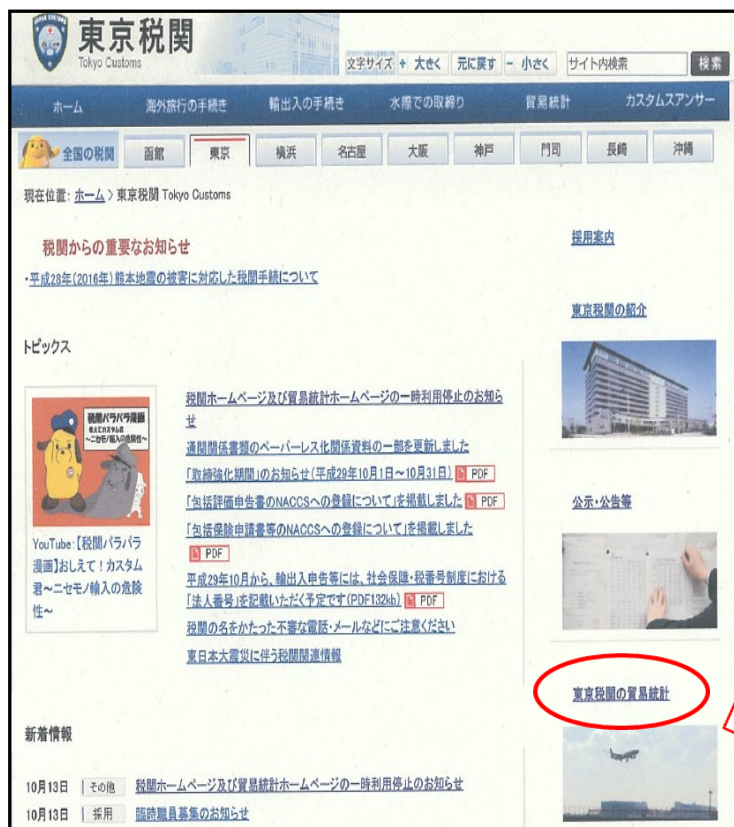 東京税関
Tokyo Customs
文字サイズ + 大きく 元に戻す - 小さく サイト内検索 検索
ホーム 海外旅行の手続き 輸出入の手続き 水際での取締り 貿易統計 カスタムスアンサー
全国の税関 函館 東京 横浜 名古屋 大阪 神戸 門司 長崎 沖縄
現在位置: ホーム > 東京税関 Tokyo Customs
税関からの重要なお知らせ
・平成28年(2016年)熊本地震の被害に対応した税関手続について
トピックス
税関パラパラ漫画
教えて!カスタム君
~ニセモノ輸入の危険性~
YouTube:【税関パラパラ
漫画】おしえて!カスタム
君~ニセモノ輸入の危険
性~
税関ホームページ及び貿易統計ホームページの一時利用停止のお知ら
せ
通関関係書類のペーパーレス化関係資料の一部を更新しました
「取締強化期間」のお知らせ(平成29年10月1日~10月31日) PDF
「包括評価申告書のNACCSへの登録について」を掲載しました PDF
「包括保険申請書等のNACCSへの登録について」を掲載しました
PDF
平成29年10月から、輸出入申告等には、社会保障・税番号制度における
「法人番号」を記載いただく予定です(PDF132kb) PDF
税関の名をかたった不審な電話・メールなどにご注意ください
東日本大震災に伴う税関関連情報
採用案内
東京税関の紹介
公示・公告等
東京税関の貿易統計
新着情報
10月13日 その他 税関ホームページ及び貿易統計ホームページの一時利用停止のお知らせ
10月13日 採用 臨時職員募集のお知らせ